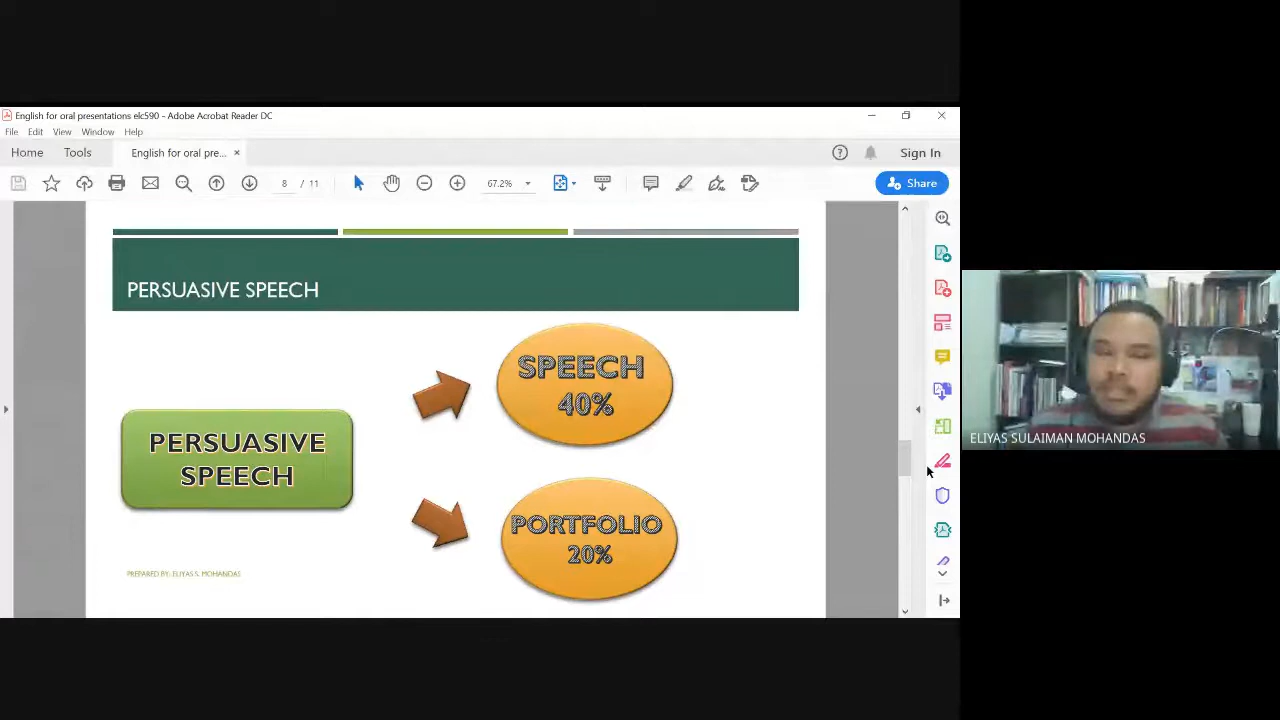 English for oral presentations elc590 - Adobe Acrobat Reader DC
File Edit View Window Help
Home Tools English for oral pre... × Sign In
8 / 11 67.2% Share
PERSUASIVE SPEECH
SPEECH
40%
PERSUASIVE
SPEECH
PORTFOLIO
20%
PREPARED BY: ELIYAS S. MOHANDAS
ELIYAS SULAIMAN MOHANDAS